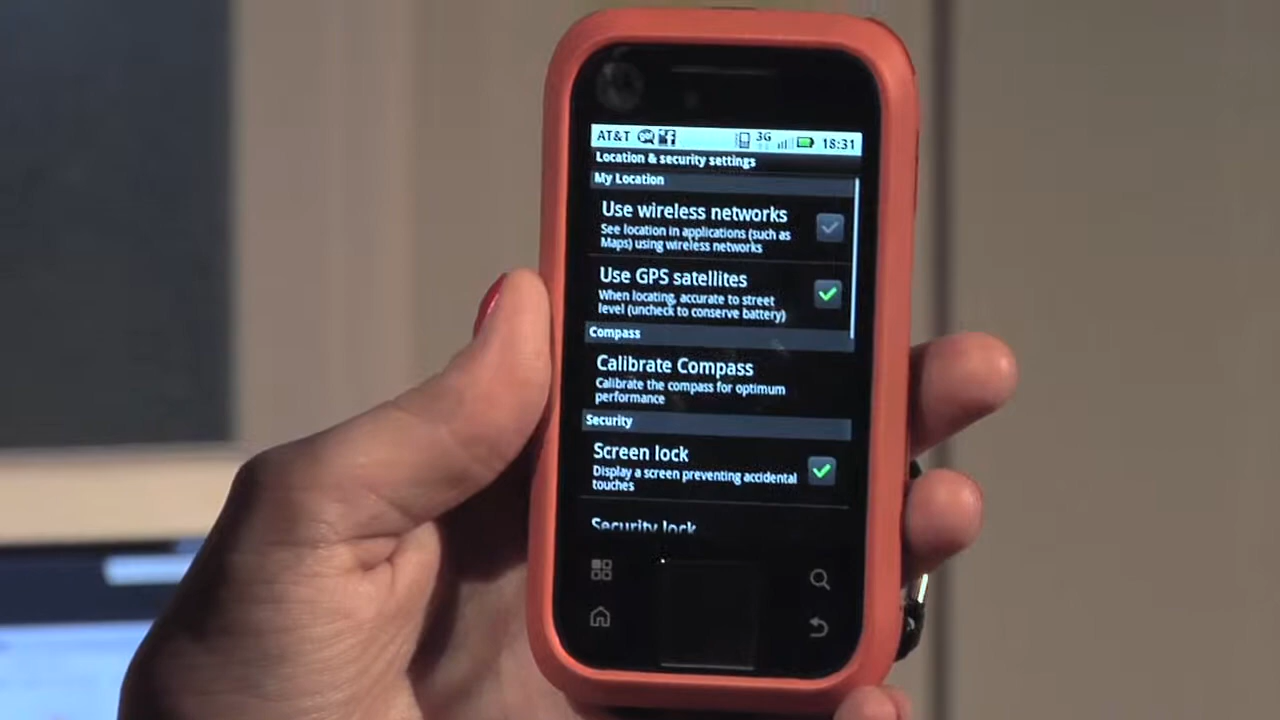 AT&T 3G 18:31
Location & security settings
My Location
Use wireless networks
See location in applications (such as
Maps) using wireless networks
Use GPS satellites
When locating, accurate to street
level (uncheck to conserve battery)
Compass
Calibrate Compass
Calibrate the compass for optimum
performance
Security
Screen lock
Display a screen preventing accidental
touches
Security lock